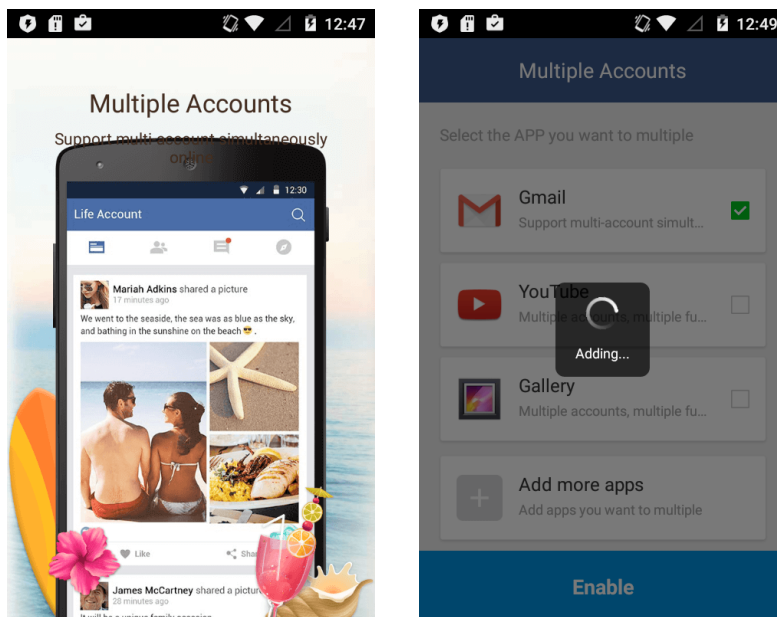 12:47
Multiple Accounts
Support multi-account simultaneously
online
12:30
Life Account
Mariah Adkins shared a picture
17 minutes ago
We went to the seaside, the sea was as blue as the sky,
and bathing in the sunshine on the beach 😎 .
Like
James McCartney shared a pictur
28 minutes ago
12:49
Multiple Accounts
Select the APP you want to multiple
Gmail
Support multi-account simult...
YouTube
Multiple accounts, multiple fu...
Adding...
Gallery
Multiple accounts, multiple fu...
Add more apps
Add apps you want to multiple
Enable